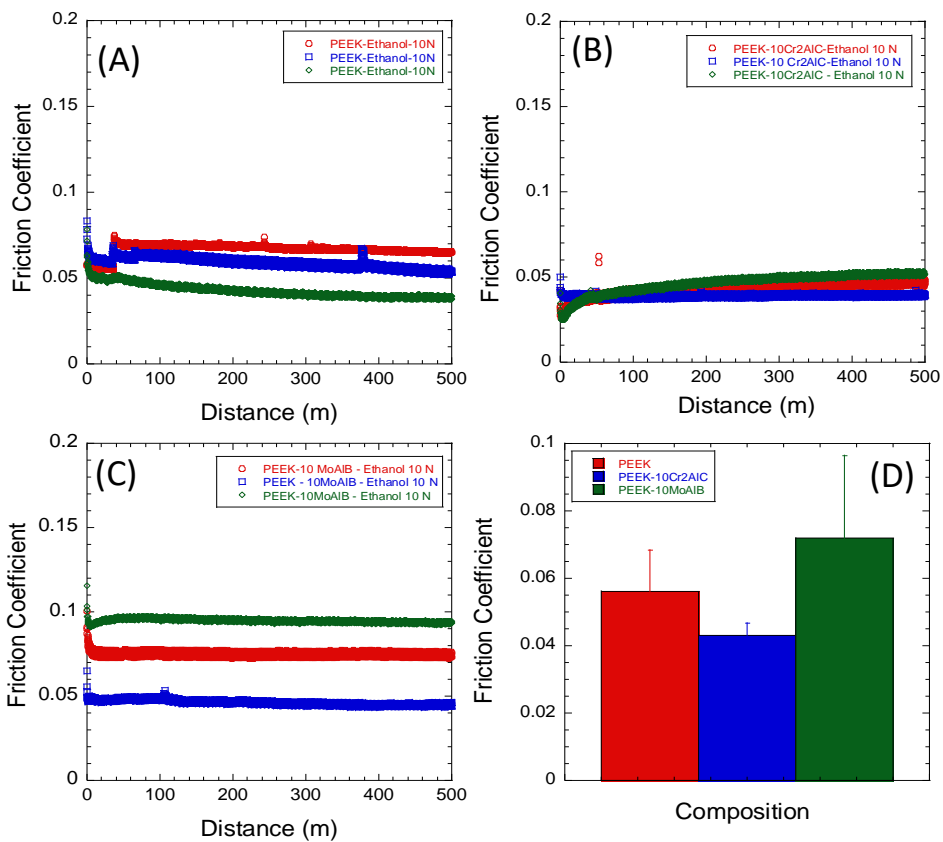 (A)
PEEK-Ethanol-10N
PEEK-Ethanol-10N
PEEK-Ethanol-10N
0.2
0.15
0.1
0.05
0
Friction Coefficient
0 100 200 300 400 500
Distance (m)
(B)
PEEK-10Cr2AlC-Ethanol 10 N
PEEK-10 Cr2AlC-Ethanol 10 N
PEEK-10Cr2AlC - Ethanol 10 N
0.2
0.15
0.1
0.05
0
Friction Coefficient
0 100 200 300 400 500
Distance (m)
(C)
PEEK-10 MoAlB - Ethanol 10 N
PEEK - 10MoAlB - Ethanol 10 N
PEEK-10MoAlB - Ethanol 10 N
0.2
0.15
0.1
0.05
0
Friction Coefficient
0 100 200 300 400 500
Distance (m)
(D)
PEEK
PEEK-10Cr2AlC
PEEK-10MoAlB
0.1
0.08
0.06
0.04
0.02
0
Friction Coefficient
Composition